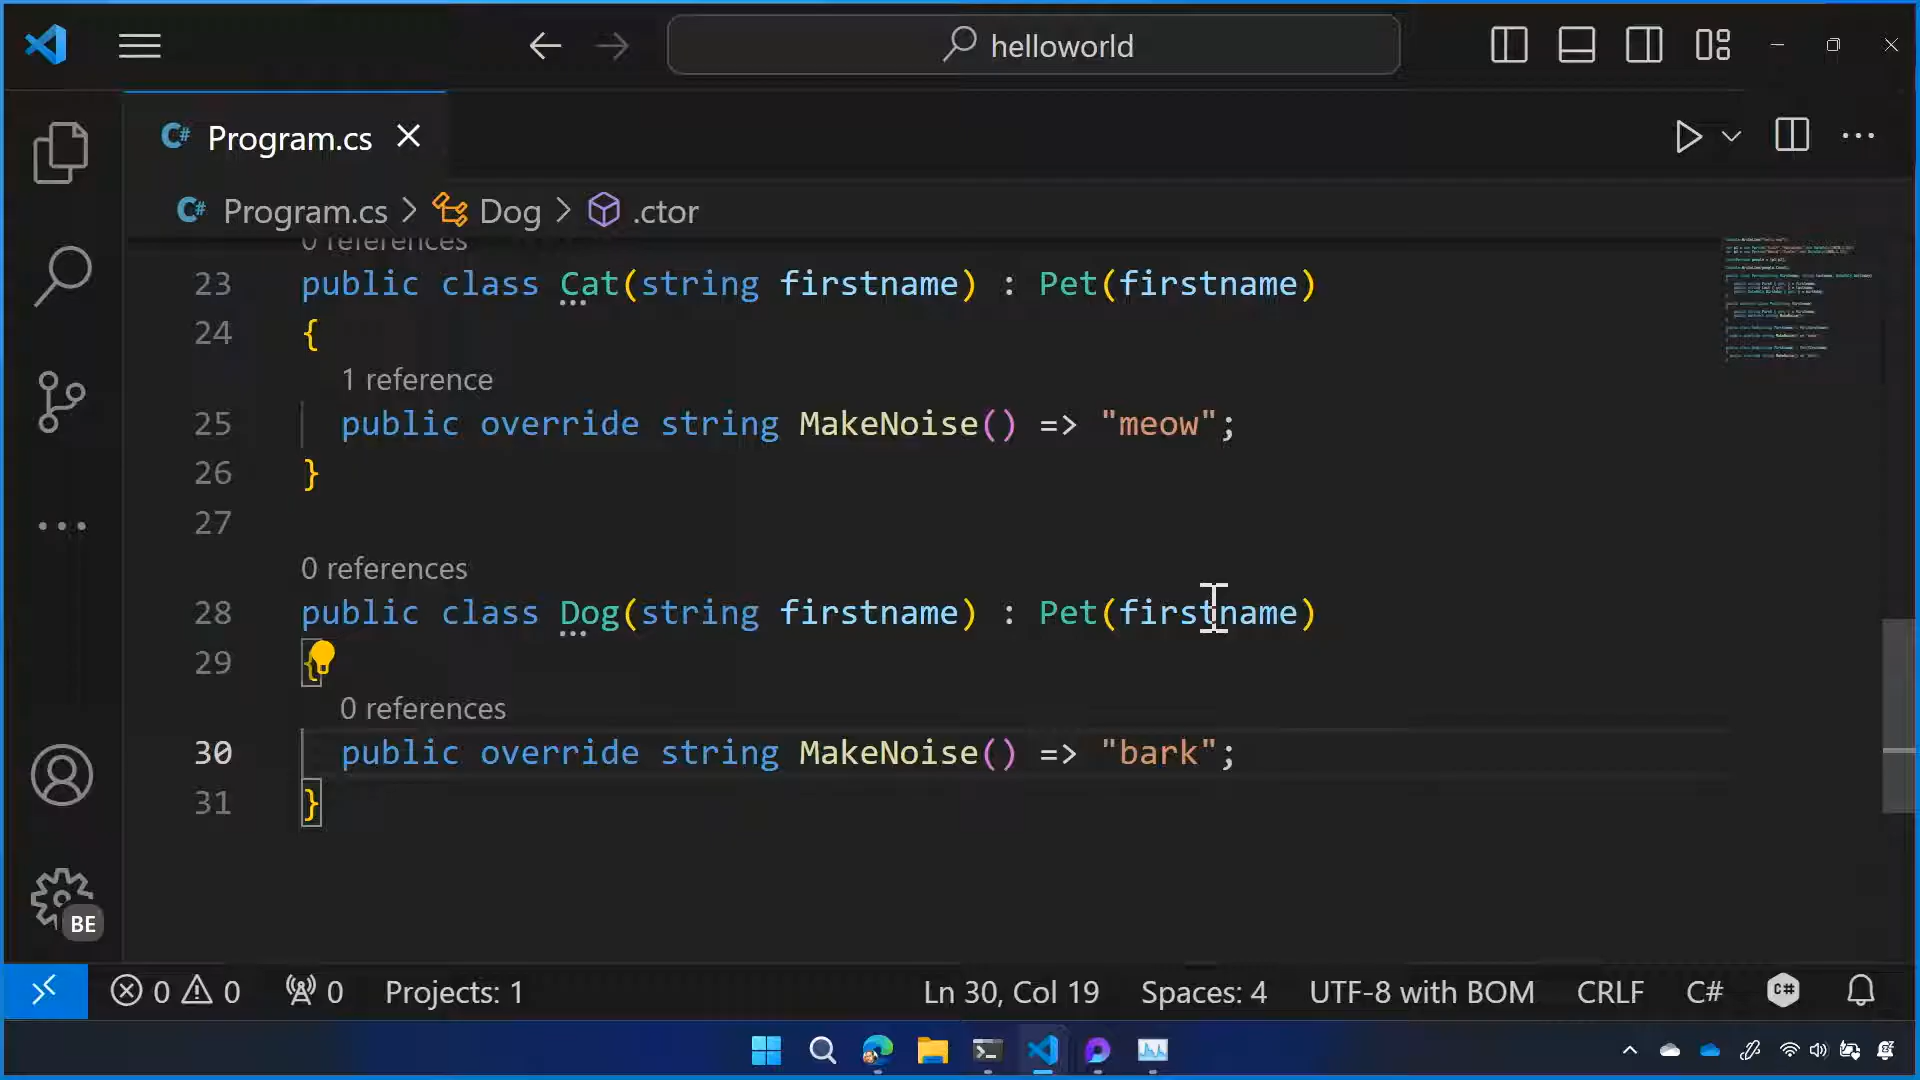 helloworld
C# Program.cs
C# Program.cs > Dog > .ctor
0 references
23 public class Cat(string firstname) : Pet(firstname)
24 {
1 reference
25 public override string MakeNoise() => "meow";
26 }
27
0 references
28 public class Dog(string firstname) : Pet(firstname)
29 {
0 references
30 public override string MakeNoise() => "bark";
31 }
BE
0 0 0 Projects: 1 Ln 30, Col 19 Spaces: 4 UTF-8 with BOM CRLF C# C#